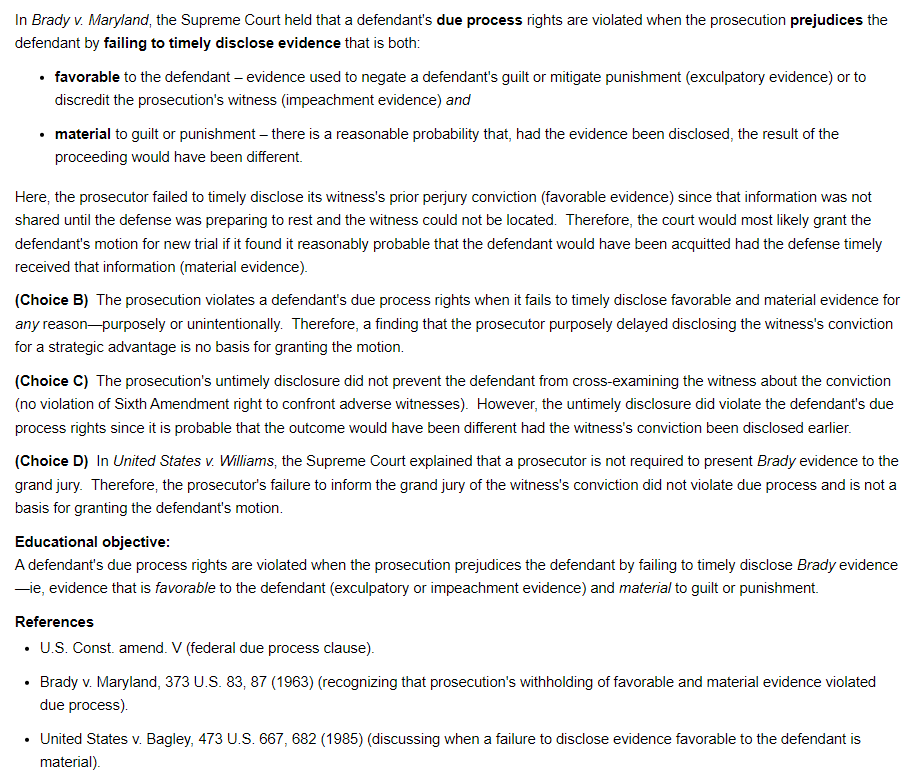 In Brady v. Maryland, the Supreme Court held that a defendant's due process rights are violated when the prosecution prejudices the
defendant by failing to timely disclose evidence that is both:
• favorable to the defendant – evidence used to negate a defendant's guilt or mitigate punishment (exculpatory evidence) or to
discredit the prosecution's witness (impeachment evidence) and
• material to guilt or punishment – there is a reasonable probability that, had the evidence been disclosed, the result of the
proceeding would have been different.
Here, the prosecutor failed to timely disclose its witness's prior perjury conviction (favorable evidence) since that information was not
shared until the defense was preparing to rest and the witness could not be located. Therefore, the court would most likely grant the
defendant's motion for new trial if it found it reasonably probable that the defendant would have been acquitted had the defense timely
received that information (material evidence).
(Choice B) The prosecution violates a defendant's due process rights when it fails to timely disclose favorable and material evidence for
any reason—purposely or unintentionally. Therefore, a finding that the prosecutor purposely delayed disclosing the witness's conviction
for a strategic advantage is no basis for granting the motion.
(Choice C) The prosecution's untimely disclosure did not prevent the defendant from cross-examining the witness about the conviction
(no violation of Sixth Amendment right to confront adverse witnesses). However, the untimely disclosure did violate the defendant's due
process rights since it is probable that the outcome would have been different had the witness's conviction been disclosed earlier.
(Choice D) In United States v. Williams, the Supreme Court explained that a prosecutor is not required to present Brady evidence to the
grand jury. Therefore, the prosecutor's failure to inform the grand jury of the witness's conviction did not violate due process and is not a
basis for granting the defendant's motion.
Educational objective:
A defendant's due process rights are violated when the prosecution prejudices the defendant by failing to timely disclose Brady evidence
—ie, evidence that is favorable to the defendant (exculpatory or impeachment evidence) and material to guilt or punishment.
References
• U.S. Const. amend. V (federal due process clause).
• Brady v. Maryland, 373 U.S. 83, 87 (1963) (recognizing that prosecution's withholding of favorable and material evidence violated
due process).
• United States v. Bagley, 473 U.S. 667, 682 (1985) (discussing when a failure to disclose evidence favorable to the defendant is
material).